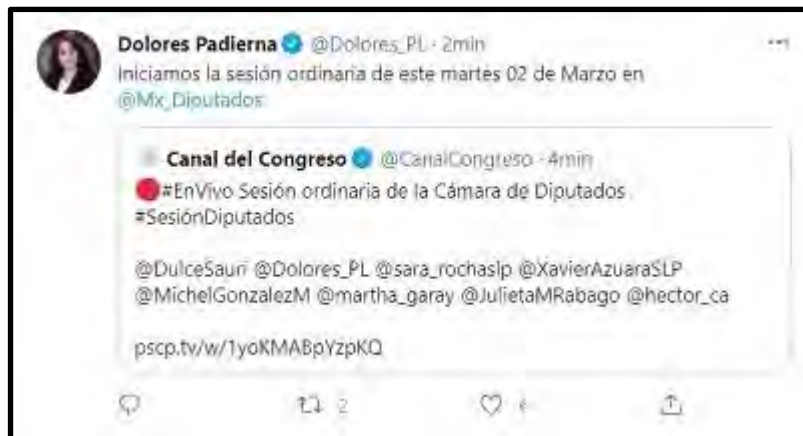 Dolores Padierna @Dolores_PL · 2min
Iniciamos la sesión ordinaria de este martes 02 de Marzo en
@Mx_Diputados
Canal del Congreso @CanalCongreso · 4min
#EnVivo Sesión ordinaria de la Cámara de Diputados
#SesiónDiputados
@DulceSauri @Dolores_PL @sara_rochaslp @XavierAzuaraSLP
@MichelGonzalezM @martha_garay @JulietaMRabago @hector_ca
pscp.tv/w/1yoKMABpYzpKQ
2